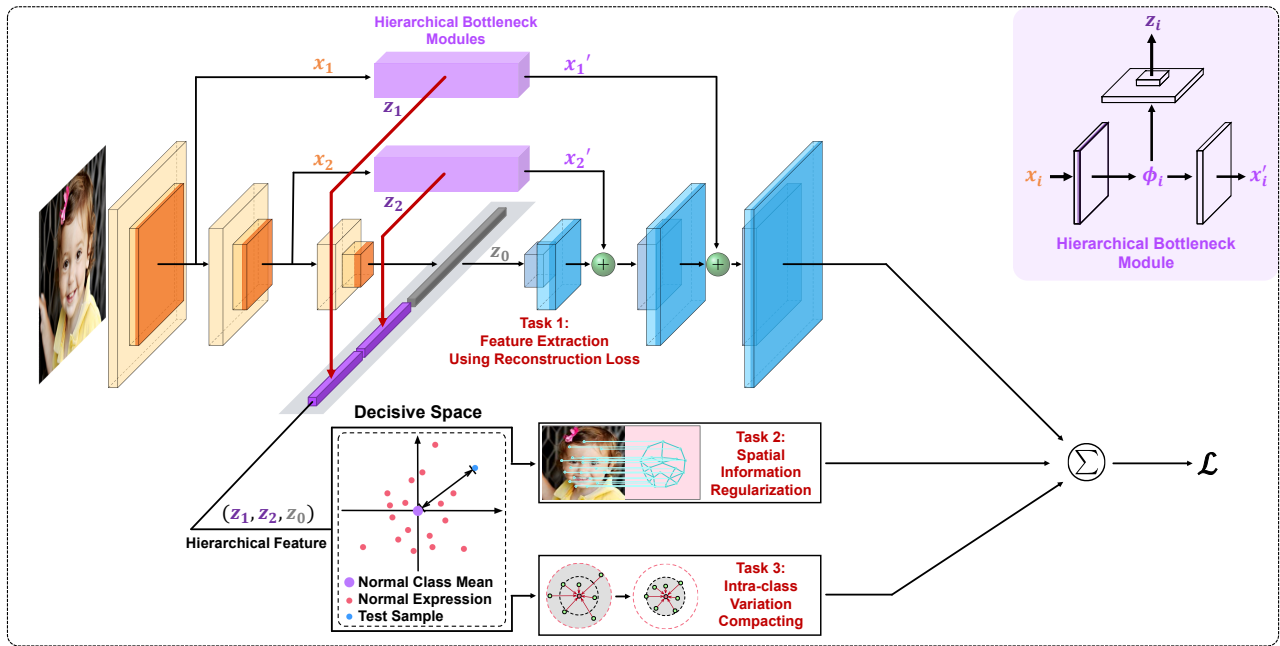 Hierarchical Bottleneck
Modules
x₁
x₁′
z₁
x₂
x₂′
z₂
z₀
zᵢ
xᵢ
ϕᵢ
xᵢ′
Hierarchical Bottleneck
Module
+
+
Task 1:
Feature Extraction
Using Reconstruction Loss
Decisive Space
(z₁, z₂, z₀)
Hierarchical Feature
Normal Class Mean
Normal Expression
Test Sample
Task 2:
Spatial
Information
Regularization
Task 3:
Intra-class
Variation
Compacting
Σ
ℒ